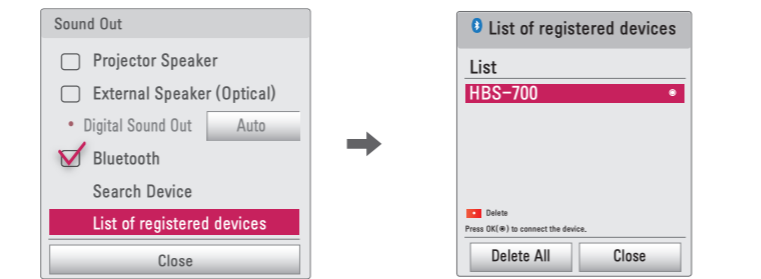 Sound Out
Projector Speaker
External Speaker (Optical)
• Digital Sound Out Auto
Bluetooth
Search Device
List of registered devices
Close
List of registered devices
List
HBS-700 ◉
Delete
Press OK(◉) to connect the device.
Delete All Close